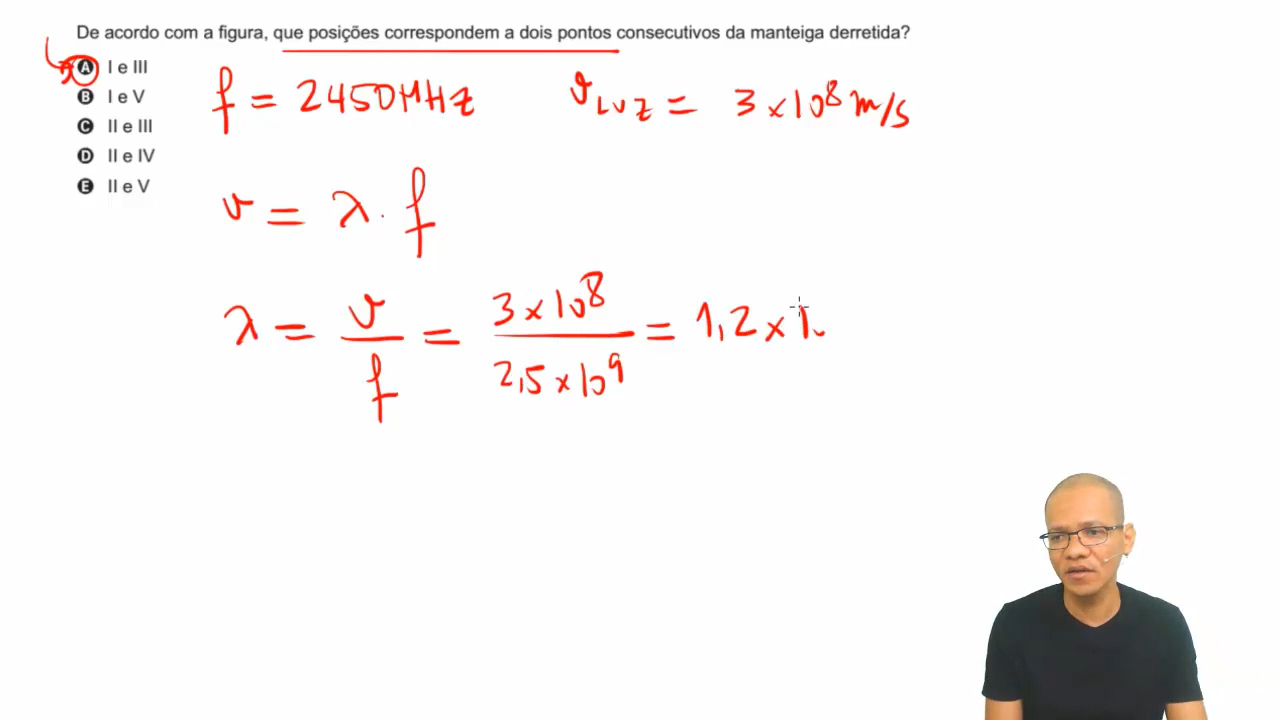 De acordo com a figura, que posições correspondem a dois pontos consecutivos da manteiga derretida?
A I e III
B I e V
C II e III
D II e IV
E II e V
f = 2450MHz
v LUZ = 3 × 10⁸ m/s
v = λ · f
λ = v/f = 3 × 10⁸ / 2,5 × 10⁹ = 1,2 × 1